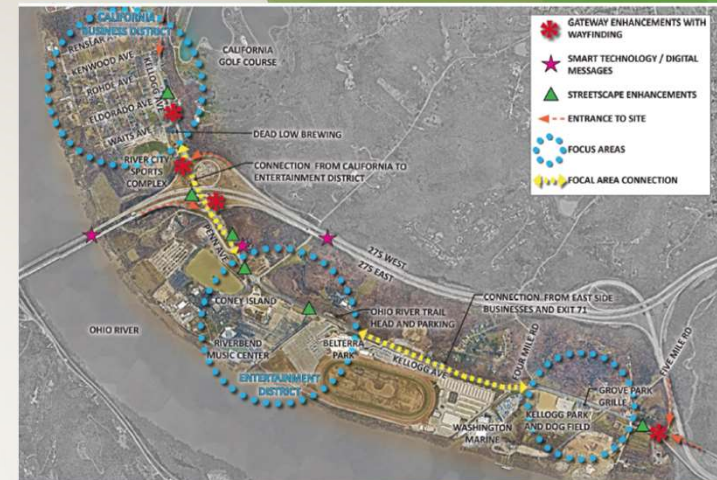 CALIFORNIA
BUSINESS DISTRICT
KENWOOD AVE
ROHDE AVE
ELDORADO AVE
WAITS AVE
KELLOGG AVE
CALIFORNIA
GOLF COURSE
DEAD LOW BREWING
RIVER CITY
SPORTS
COMPLEX
CONNECTION FROM CALIFORNIA TO
ENTERTAINMENT DISTRICT
PENN AVE
275 WEST
275 EAST
OHIO RIVER
CONEY ISLAND
OHIO RIVER TRAIL
HEAD AND PARKING
RIVERBEND
MUSIC CENTER
BELTERRA
PARK
ENTERTAINMENT
DISTRICT
KELLOGG AVE
CONNECTION FROM EAST SIDE
BUSINESSES AND EXIT 71
FOUR MILE RD
FIVE MILE RD
GROVE PARK
GRILLE
KELLOGG PARK
AND DOG FIELD
WASHINGTON
MARINE
GATEWAY ENHANCEMENTS WITH
WAYFINDING
SMART TECHNOLOGY / DIGITAL
MESSAGES
STREETSCAPE ENHANCEMENTS
ENTRANCE TO SITE
FOCUS AREAS
FOCAL AREA CONNECTION